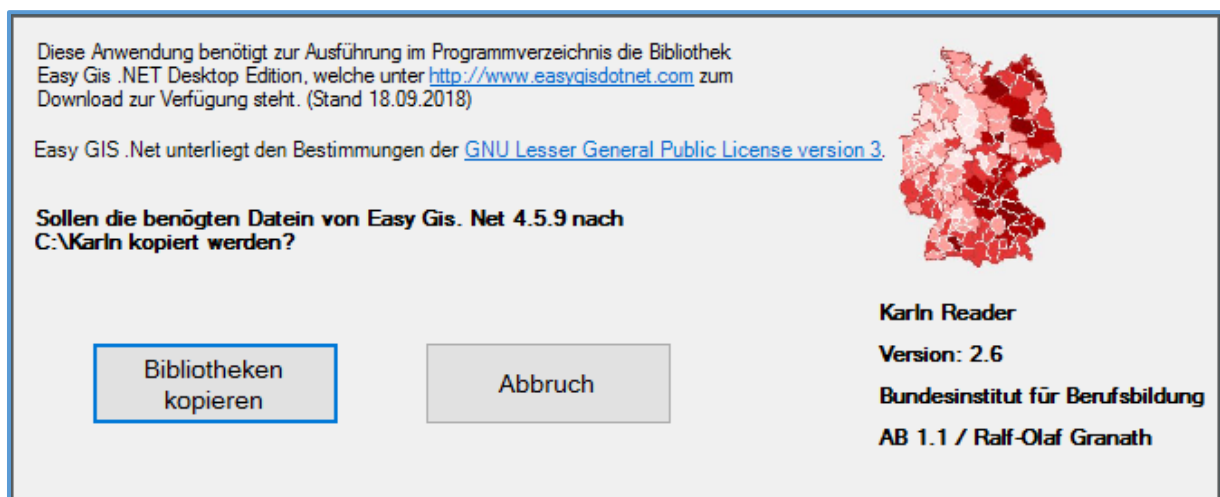 Diese Anwendung benötigt zur Ausführung im Programmverzeichnis die Bibliothek
Easy Gis .NET Desktop Edition, welche unter http://www.easygisdotnet.com zum
Download zur Verfügung steht. (Stand 18.09.2018)
Easy GIS .Net unterliegt den Bestimmungen der GNU Lesser General Public License version 3.
Sollen die benögten Datein von Easy Gis. Net 4.5.9 nach
C:\KarIn kopiert werden?
Bibliotheken
kopieren
Abbruch
KarIn Reader
Version: 2.6
Bundesinstitut für Berufsbildung
AB 1.1 / Ralf-Olaf Granath